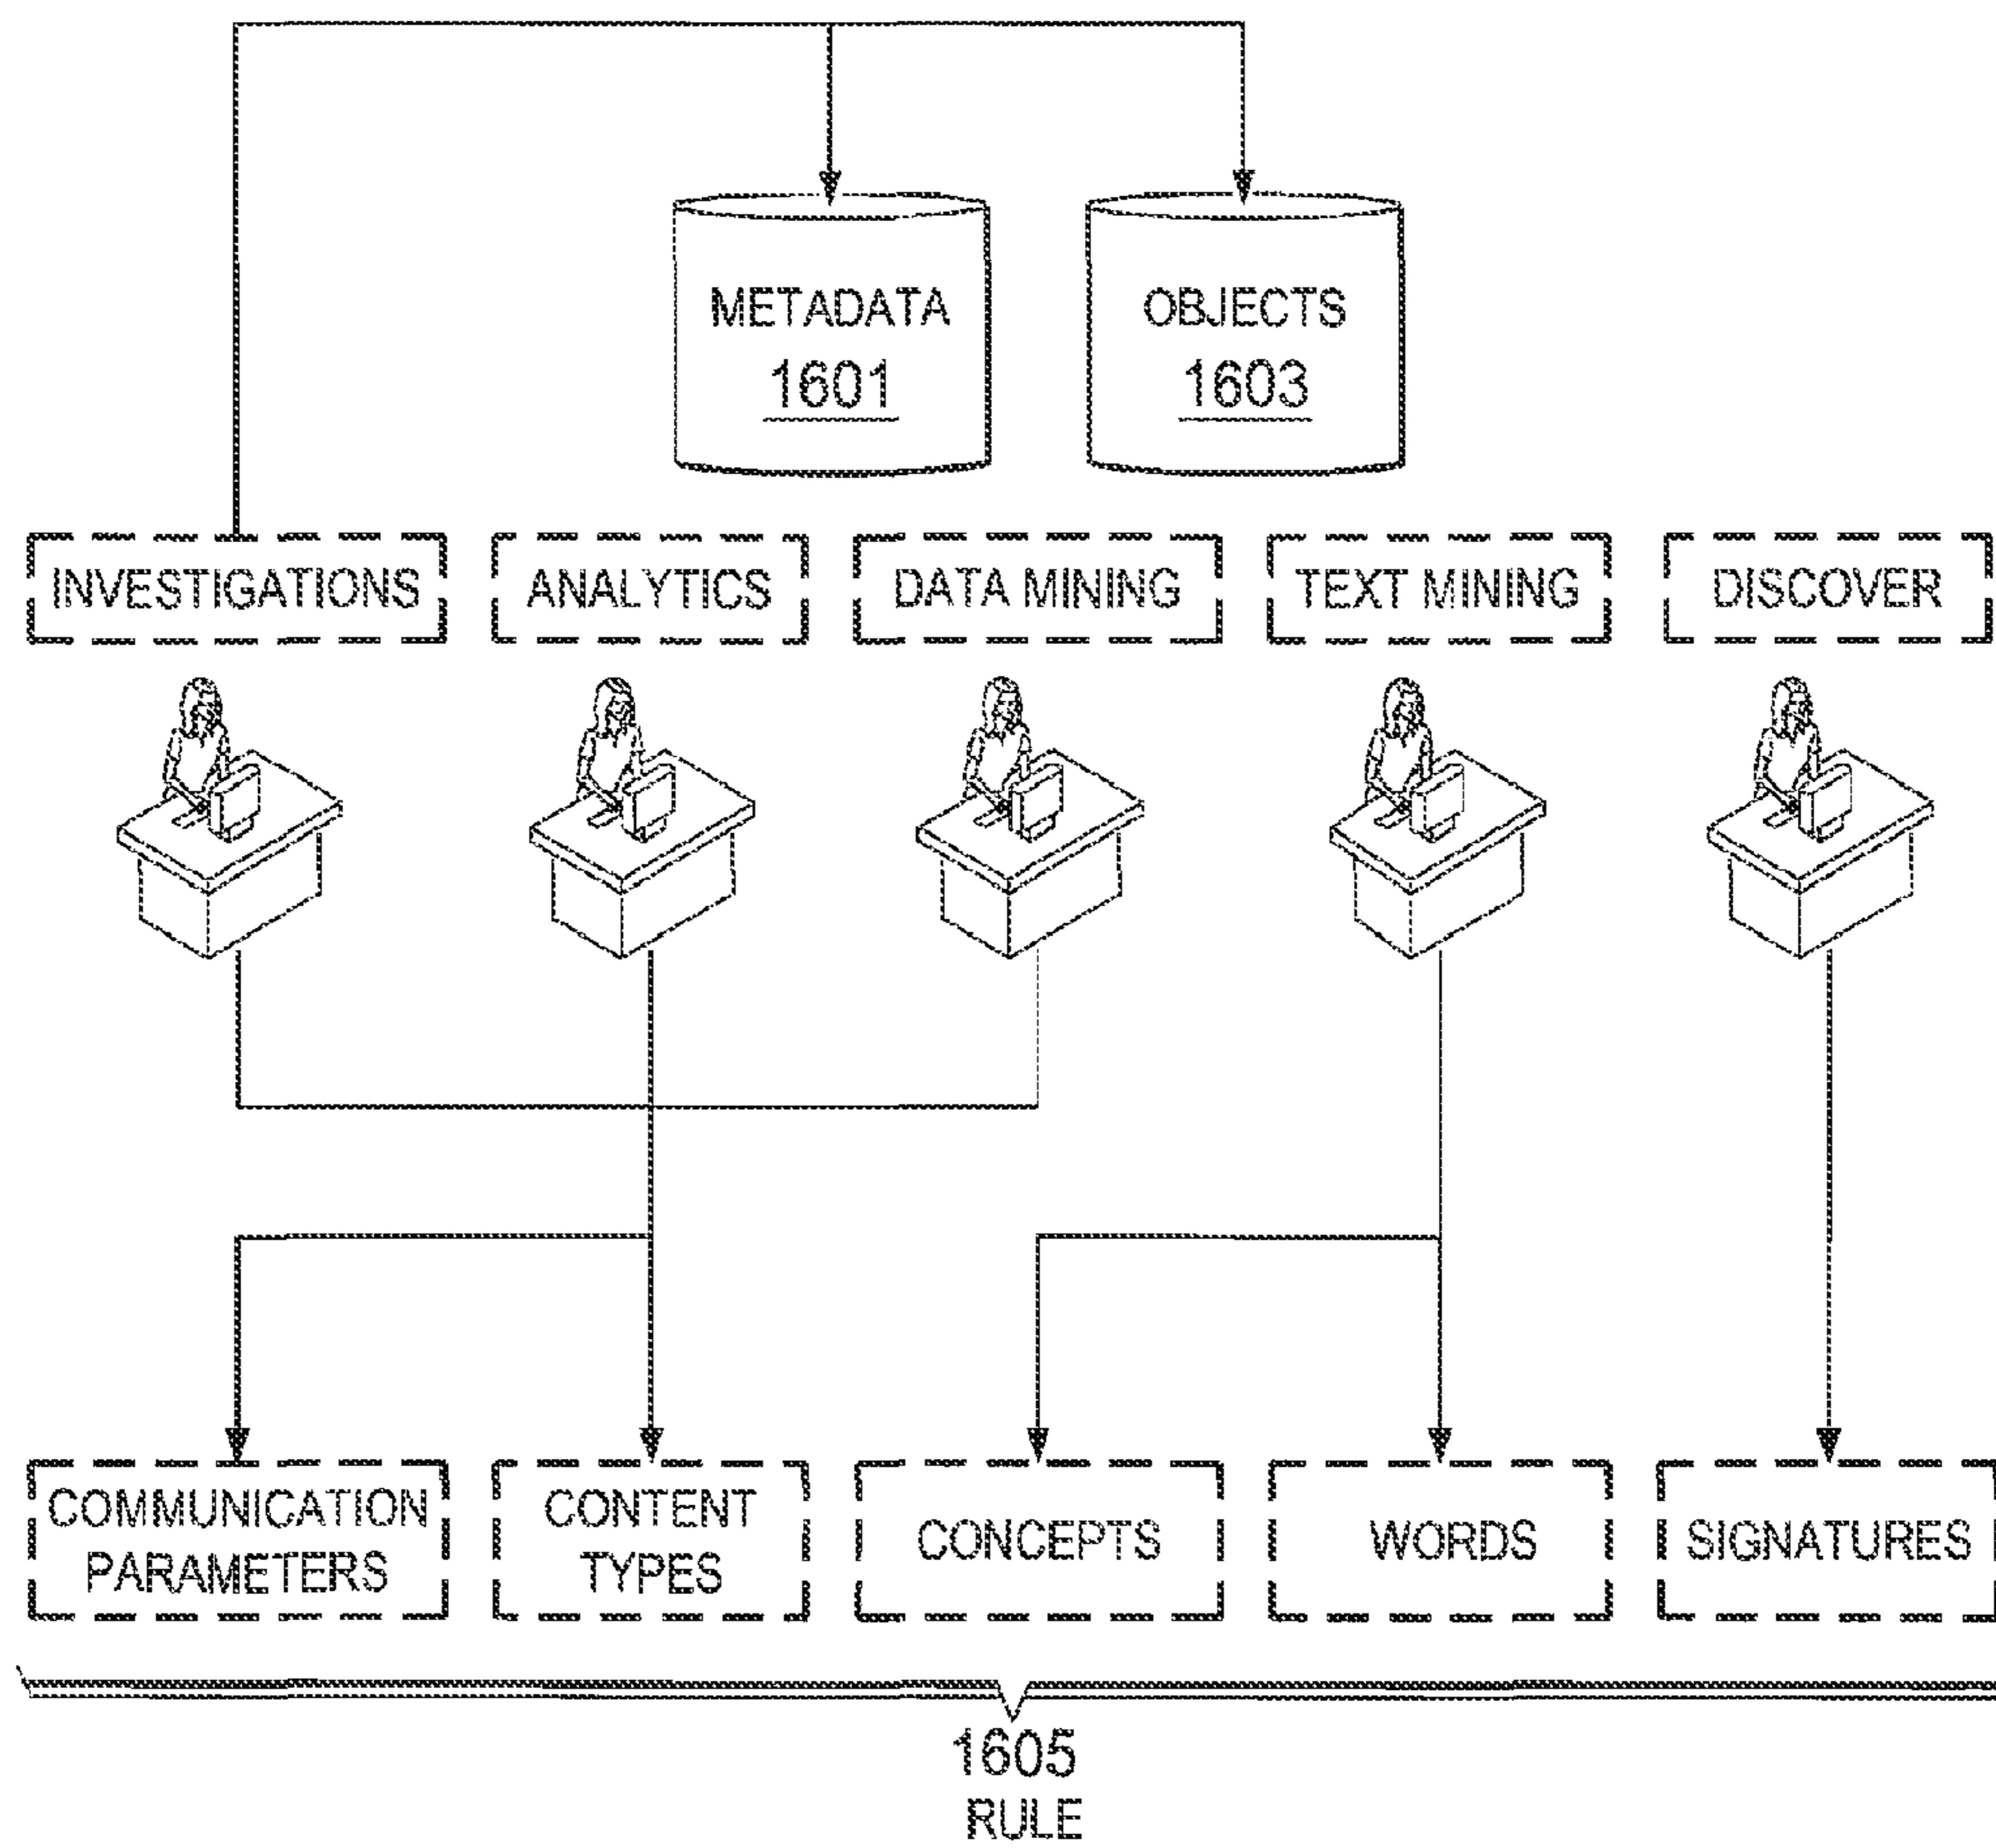 METADATA
1601
OBJECTS
1603
INVESTIGATIONS
ANALYTICS
DATA MINING
TEXT MINING
DISCOVER
COMMUNICATION
PARAMETERS
CONTENT
TYPES
CONCEPTS
WORDS
SIGNATURES
1605
RULE